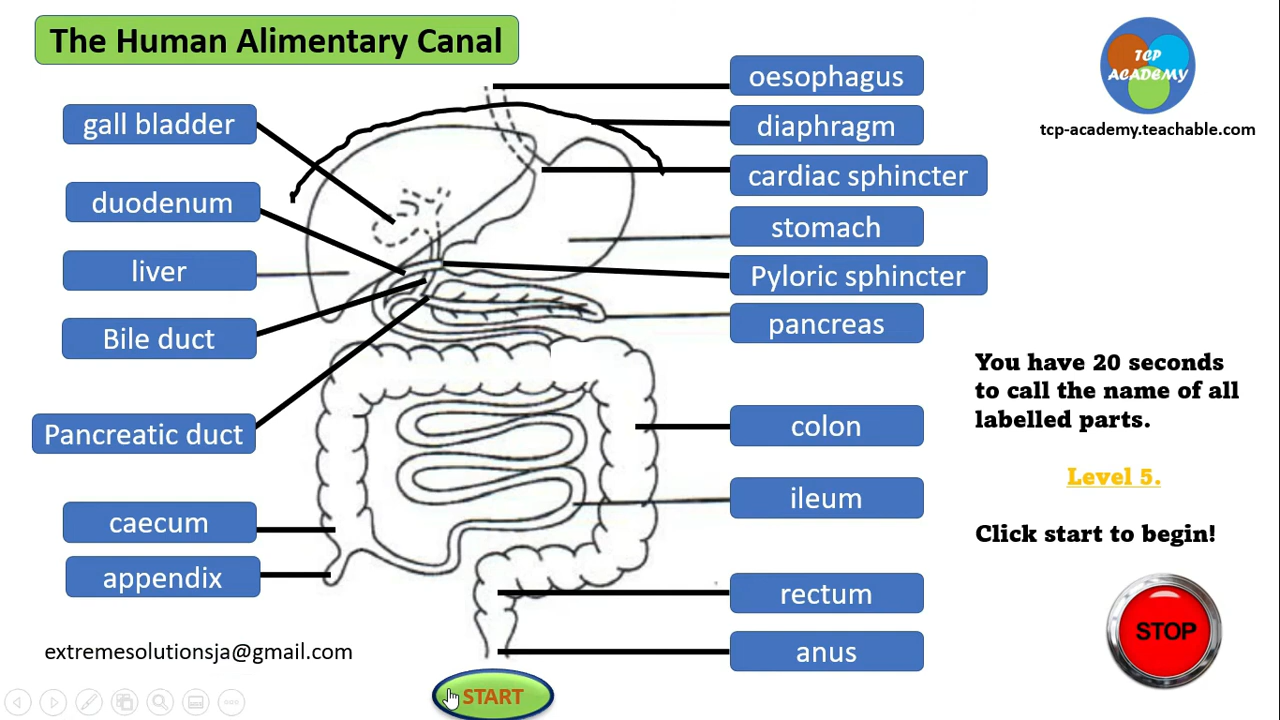 The Human Alimentary Canal
TCP
ACADEMY
tcp-academy.teachable.com
gall bladder
duodenum
liver
Bile duct
Pancreatic duct
caecum
appendix
oesophagus
diaphragm
cardiac sphincter
stomach
Pyloric sphincter
pancreas
colon
ileum
rectum
anus
You have 20 seconds
to call the name of all
labelled parts.
Level 5.
Click start to begin!
STOP
extremesolutionsja@gmail.com
START